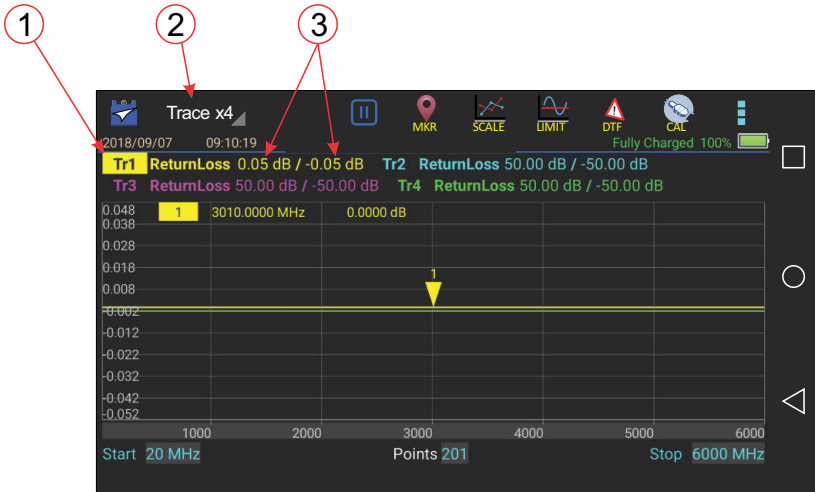 1 2 3
Trace x4
MKR SCALE LIMIT DTF CAL
2018/09/07 09:10:19 Fully Charged 100%
Tr1 ReturnLoss 0.05 dB / -0.05 dB Tr2 ReturnLoss 50.00 dB / -50.00 dB
Tr3 ReturnLoss 50.00 dB / -50.00 dB Tr4 ReturnLoss 50.00 dB / -50.00 dB
0.048 1 3010.0000 MHz 0.0000 dB
0.038
0.028
0.018
1
0.008
-0.002
-0.012
-0.022
-0.032
-0.042
-0.052
1000 2000 3000 4000 5000 6000
Start 20 MHz Points 201 Stop 6000 MHz